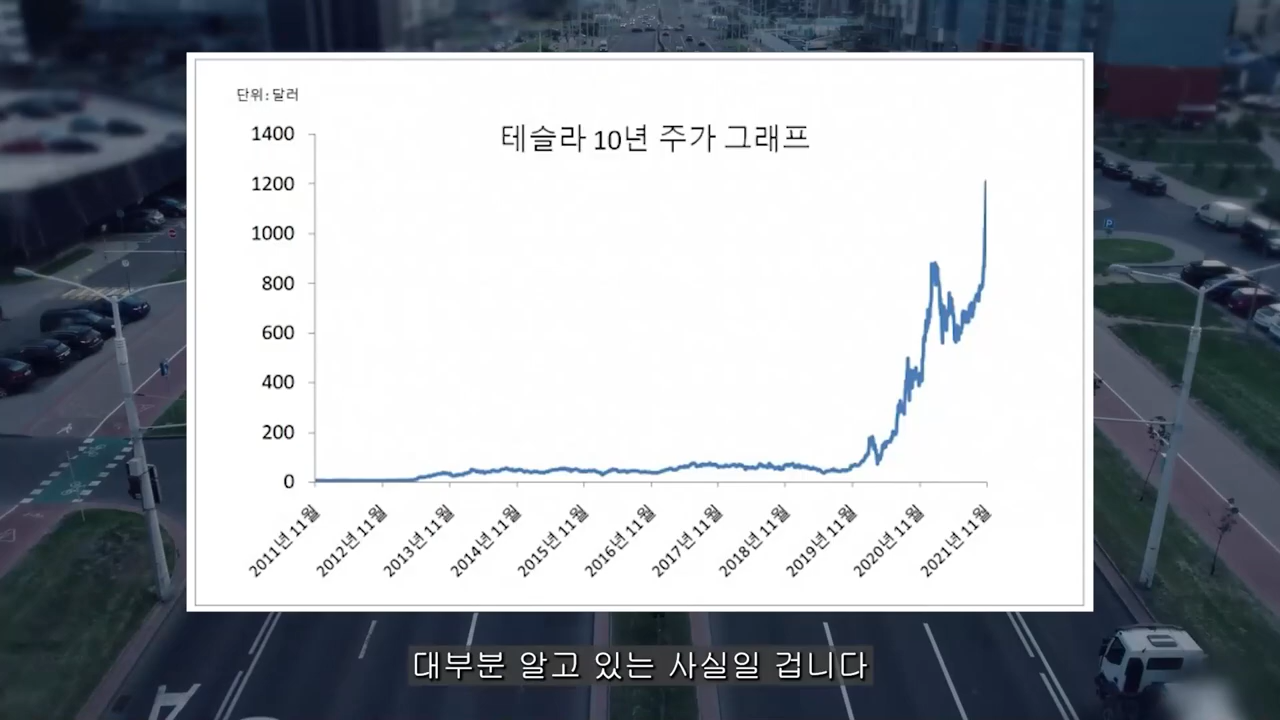 단위:달러
테슬라 10년 주가 그래프
1400
1200
1000
800
600
400
200
0
2011년 11월
2012년 11월
2013년 11월
2014년 11월
2015년 11월
2016년 11월
2017년 11월
2018년 11월
2019년 11월
2020년 11월
2021년 11월
대부분 알고 있는 사실일 겁니다